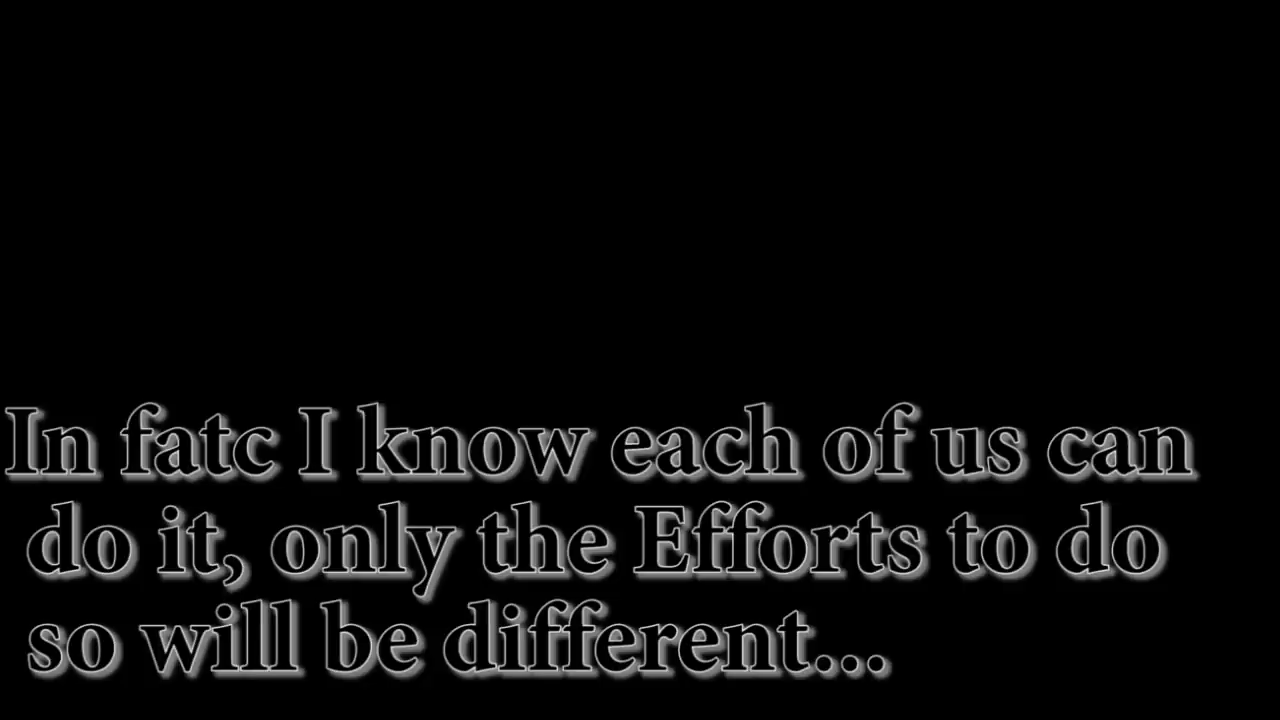 In fatc I know each of us can
do it, only the Efforts to do
so will be different...